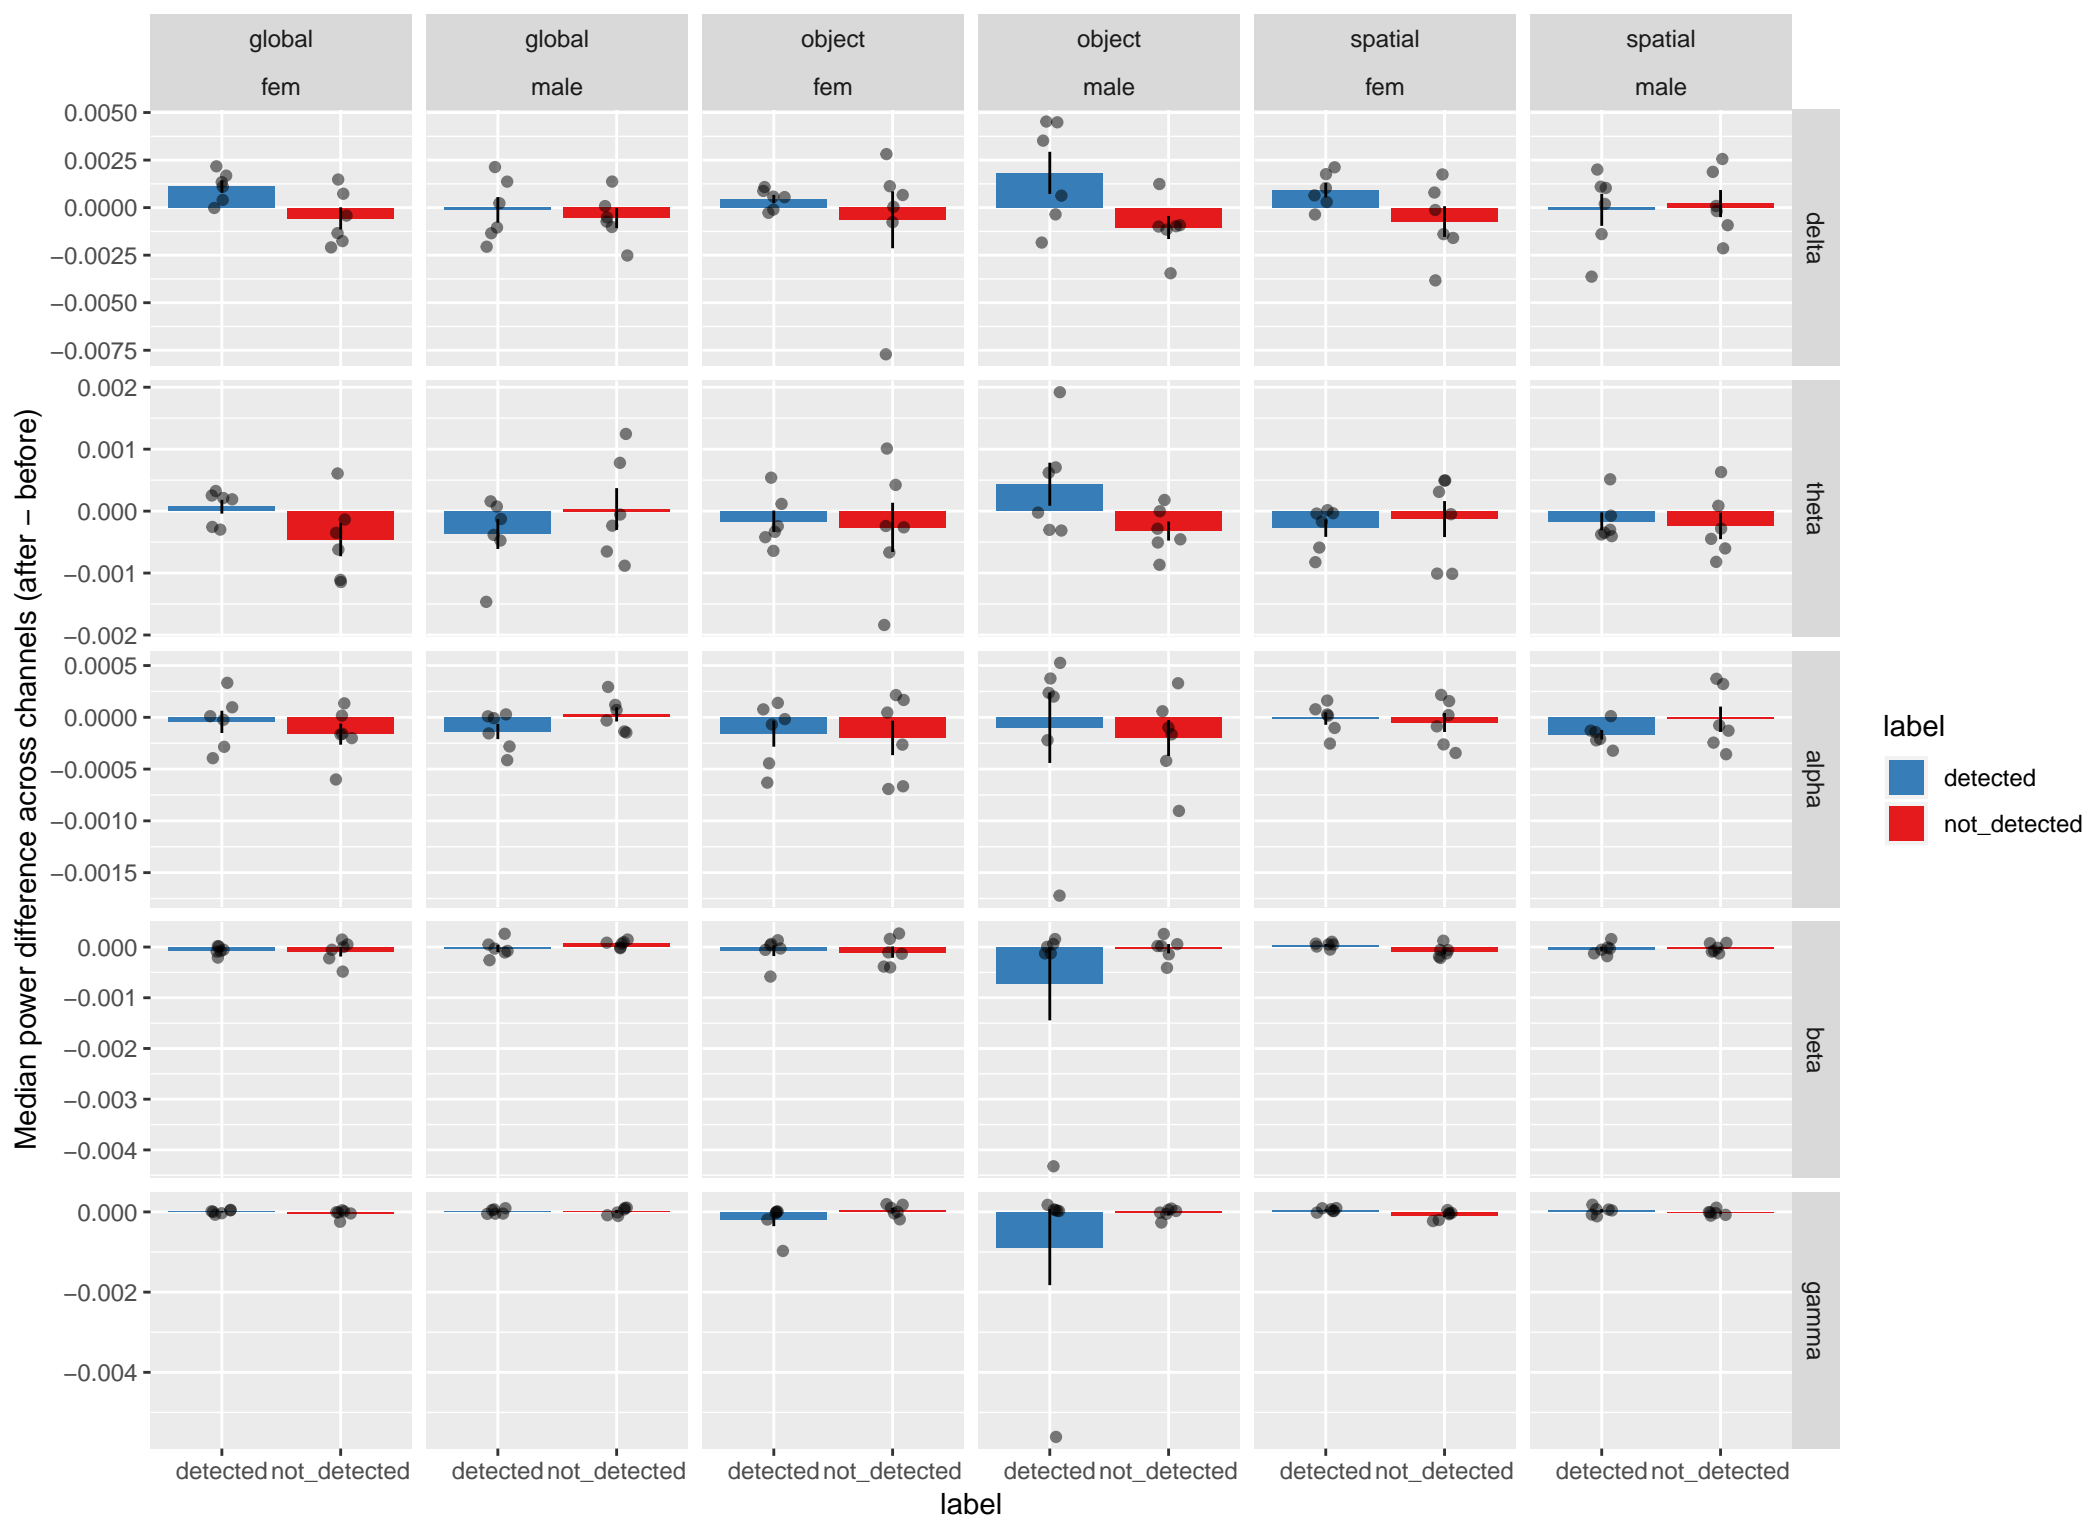 global global object object spatial spatial
fem male fem male fem male
0.0050
0.0025
0.0000
−0.0025
−0.0050
−0.0075
delta
0.002
0.001
0.000
−0.001
−0.002
theta
0.0005
0.0000
−0.0005
−0.0010
−0.0015
alpha
0.000
−0.001
−0.002
−0.003
−0.004
beta
0.000
−0.002
−0.004
gamma
detected not_detected detected not_detected detected not_detected detected not_detected detected not_detected detected not_detected
label
Median power difference across channels (after − before)
label
detected
not_detected